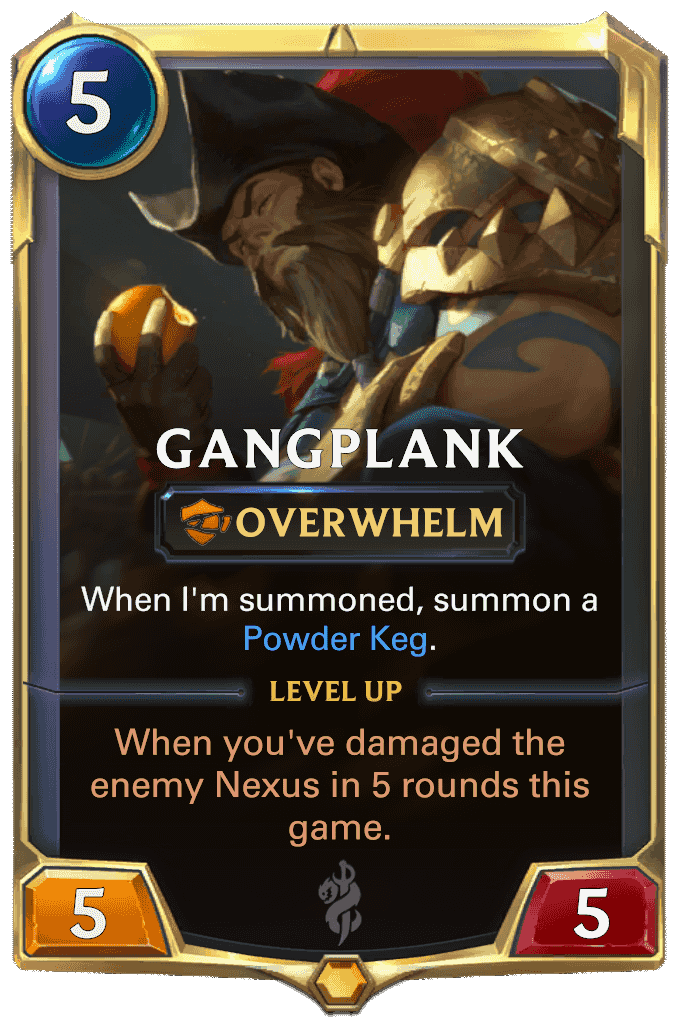 5
GANGPLANK
OVERWHELM
When I'm summoned, summon a
Powder Keg.
LEVEL UP
When you've damaged the
enemy Nexus in 5 rounds this
game.
5
5